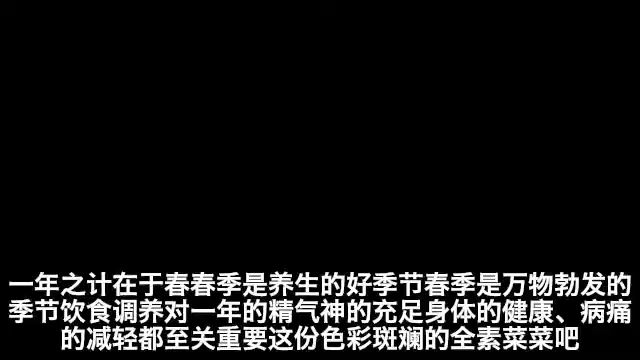 一年之计在于春春季是养生的好季节春季是万物勃发的
季节饮食调养对一年的精气神的充足身体的健康、病痛
的减轻都至关重要这份色彩斑斓的全素菜菜吧